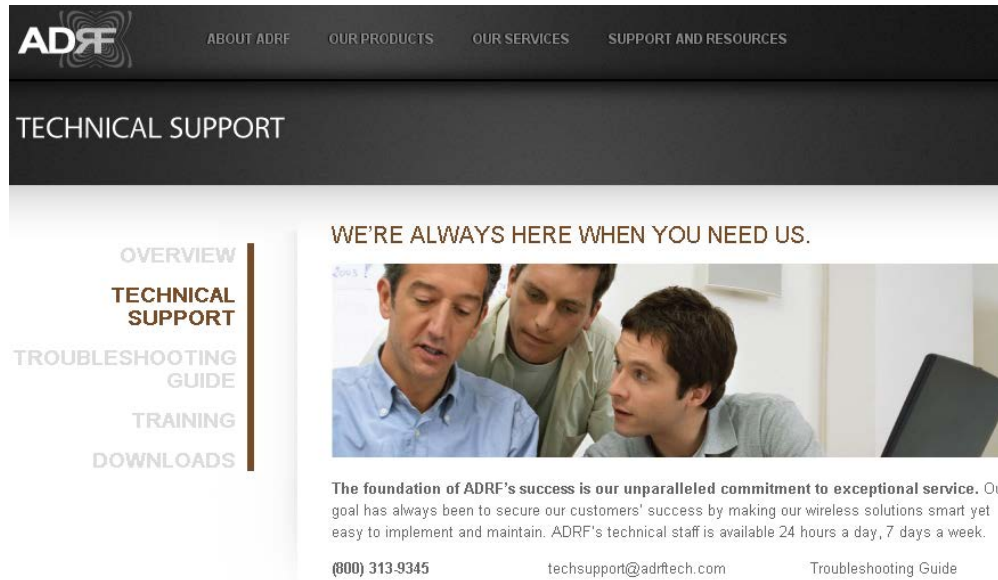 ADRF
ABOUT ADRF
OUR PRODUCTS
OUR SERVICES
SUPPORT AND RESOURCES
TECHNICAL SUPPORT
OVERVIEW
TECHNICAL
SUPPORT
TROUBLESHOOTING
GUIDE
TRAINING
DOWNLOADS
WE'RE ALWAYS HERE WHEN YOU NEED US.
The foundation of ADRF's success is our unparalleled commitment to exceptional service.
goal has always been to secure our customers' success by making our wireless solutions smart yet
easy to implement and maintain. ADRF's technical staff is available 24 hours a day, 7 days a week.
(800) 313-9345
techsupport@adrftech.com
Troubleshooting Guide